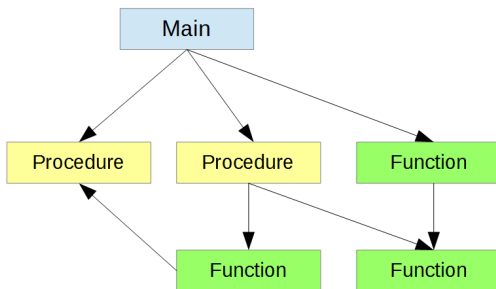 Main
Procedure
Procedure
Function
Function
Function